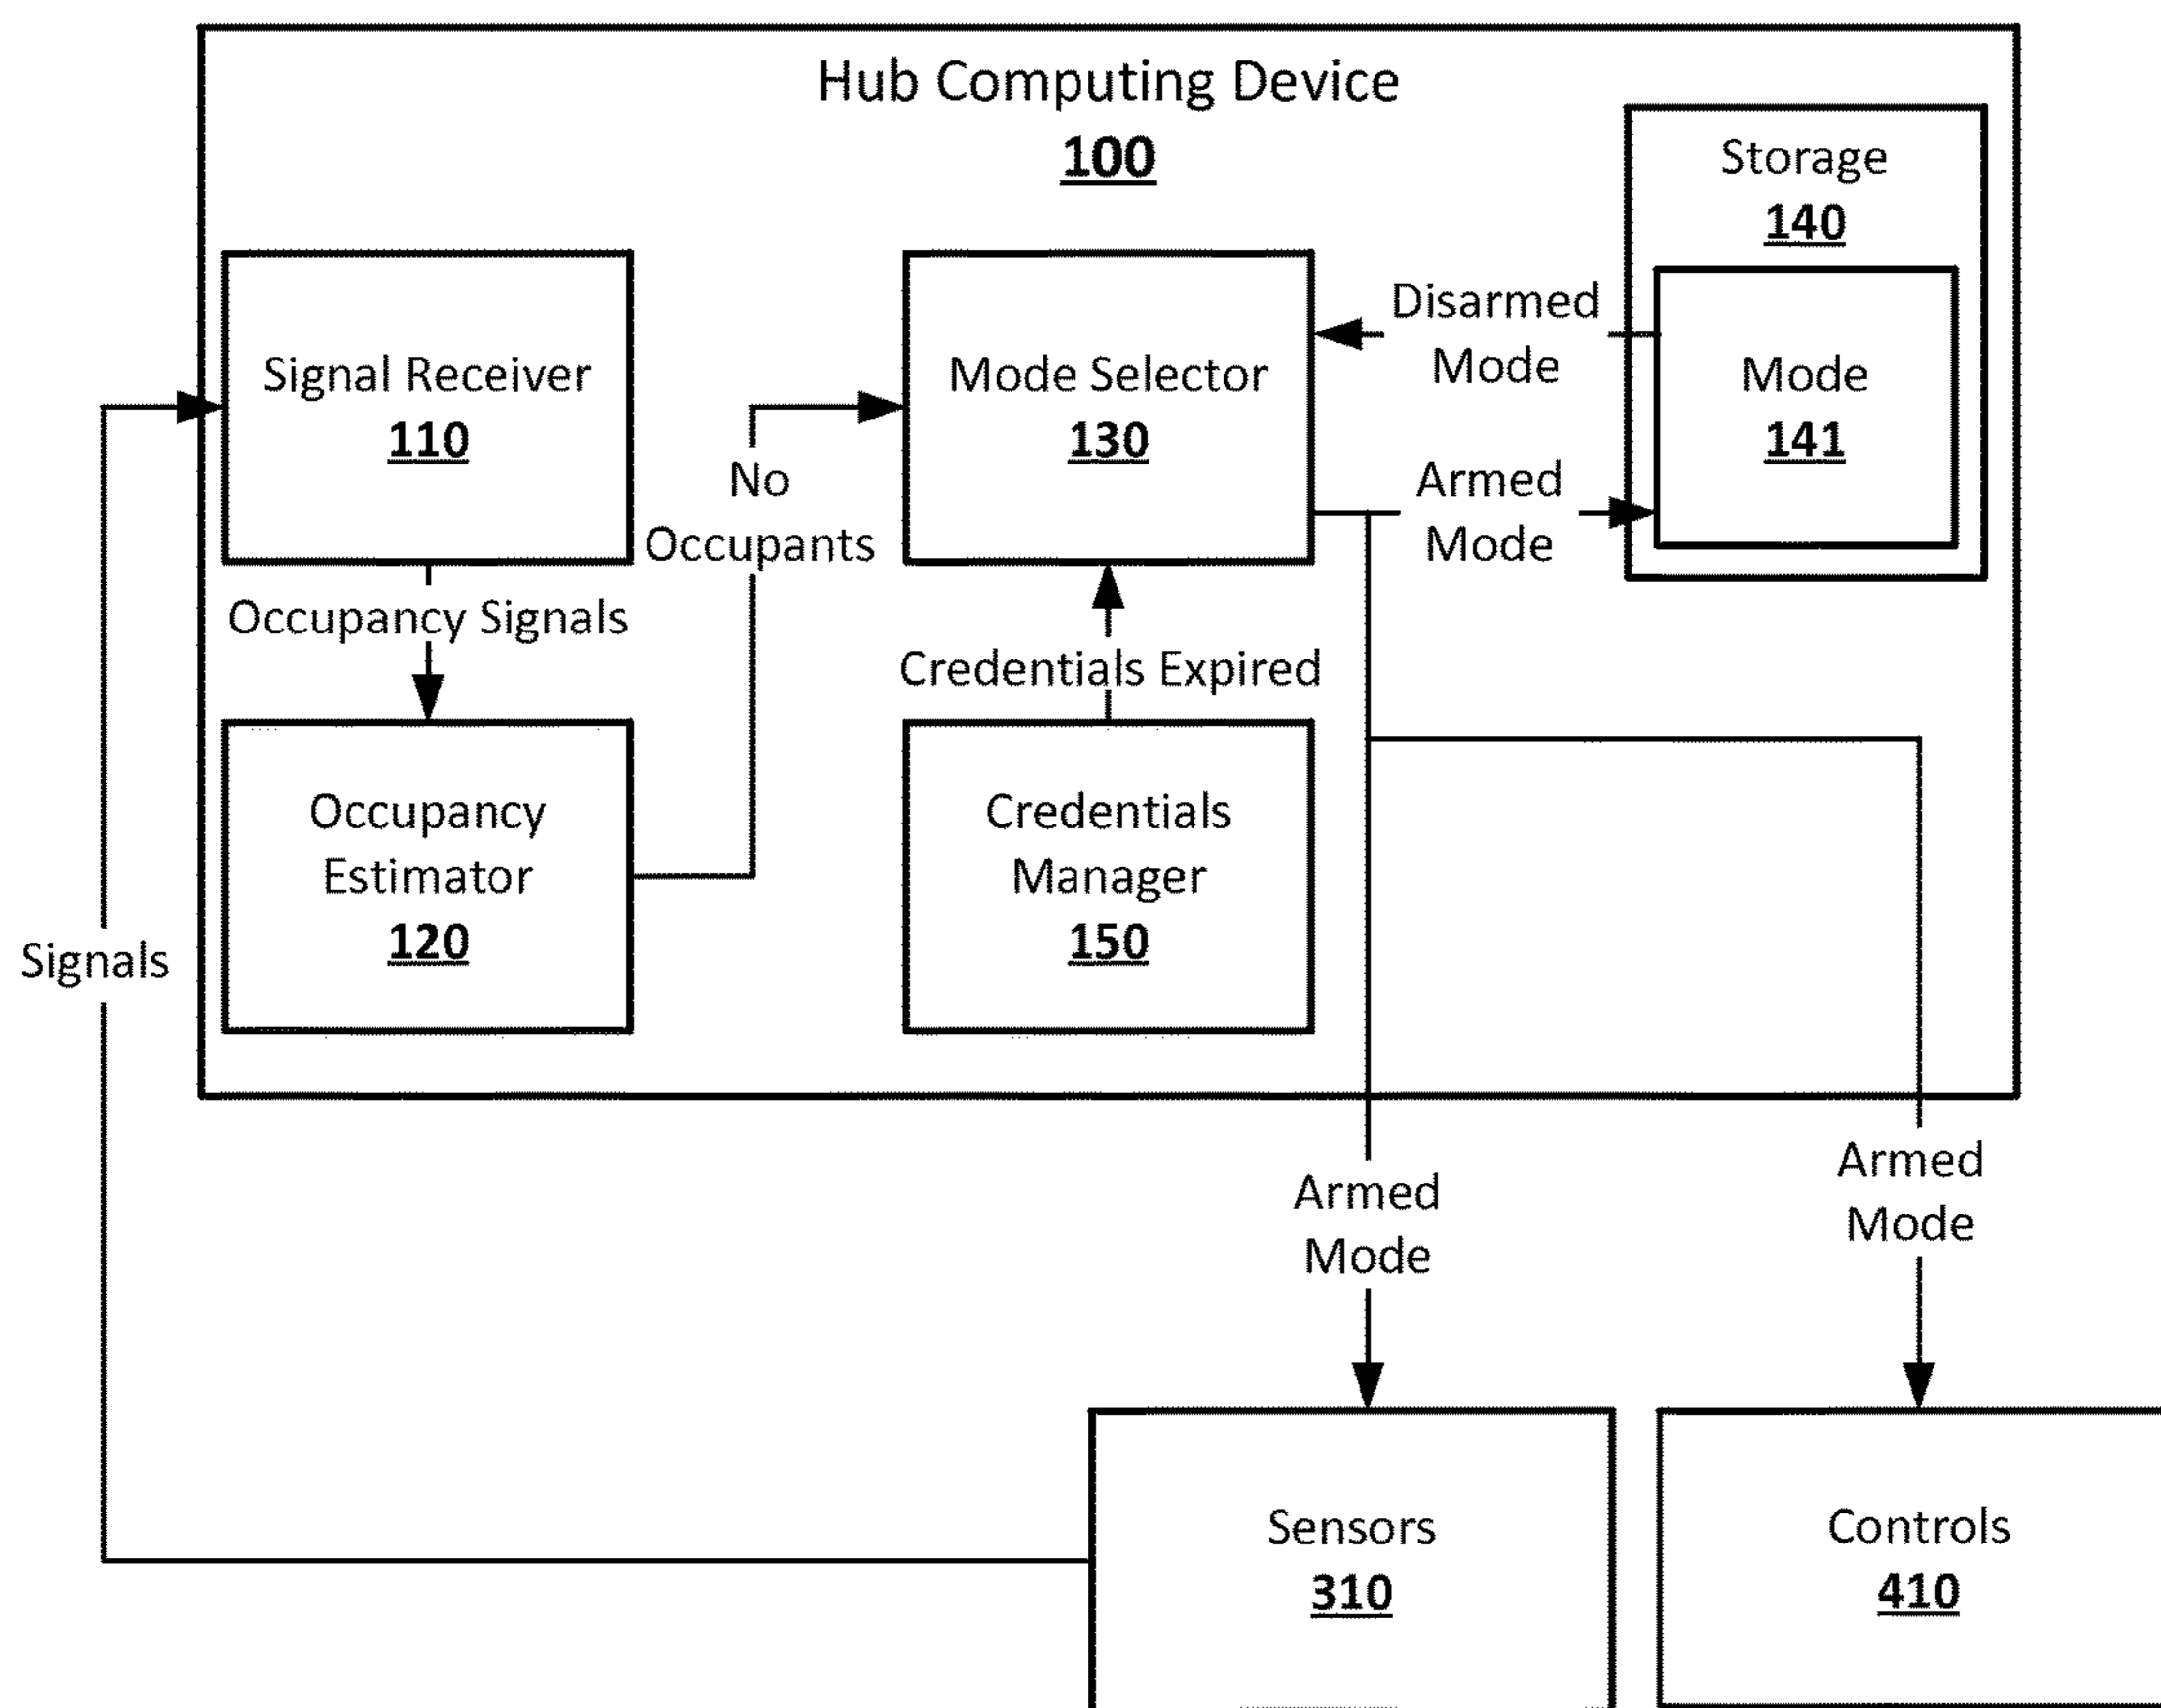 Hub Computing Device
100
Storage
140
Signal Receiver
110
Mode Selector
130
Disarmed
Mode
Mode
141
No
Occupants
Armed
Mode
Occupancy Signals
Credentials Expired
Occupancy
Estimator
120
Credentials
Manager
150
Signals
Armed
Mode
Armed
Mode
Sensors
310
Controls
410